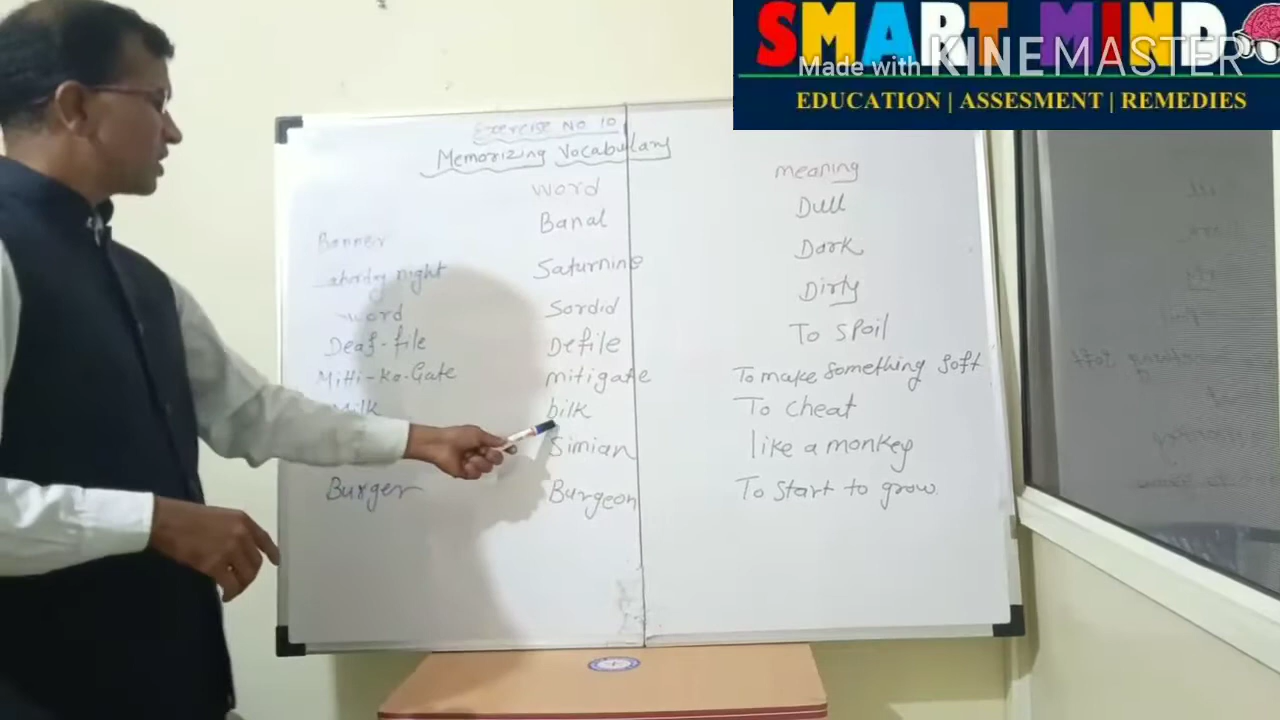 SMART MIND
Made with KINEMASTER
EDUCATION | ASSESMENT | REMEDIES
Exercise No 10
Memorizing Vocabulary
word meaning
Banal Dull
Banner
Saturnine Dark
night
word Sordid Dirty
Deaf-file Defile To spoil
Mitti-ko-Gate mitigate To make something soft
Milk bilk To cheat
Simian like a monkey
Burger Burgeon To start to grow